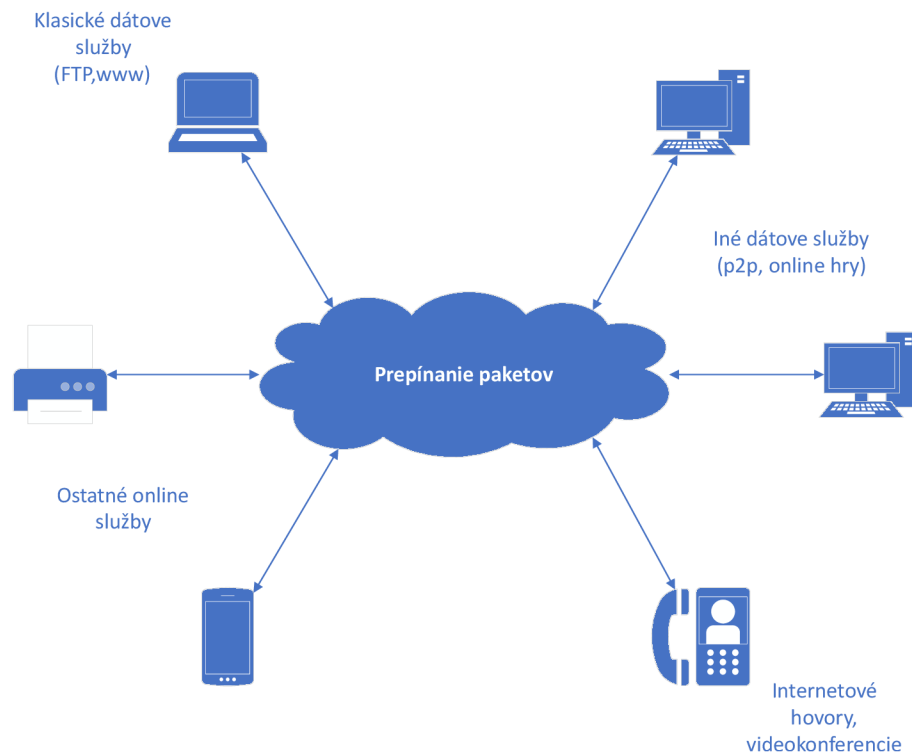 Klasické dátove
služby
(FTP,www)
Iné dátove služby
(p2p, online hry)
Prepínanie paketov
Ostatné online
služby
Internetové
hovory,
videokonferencie